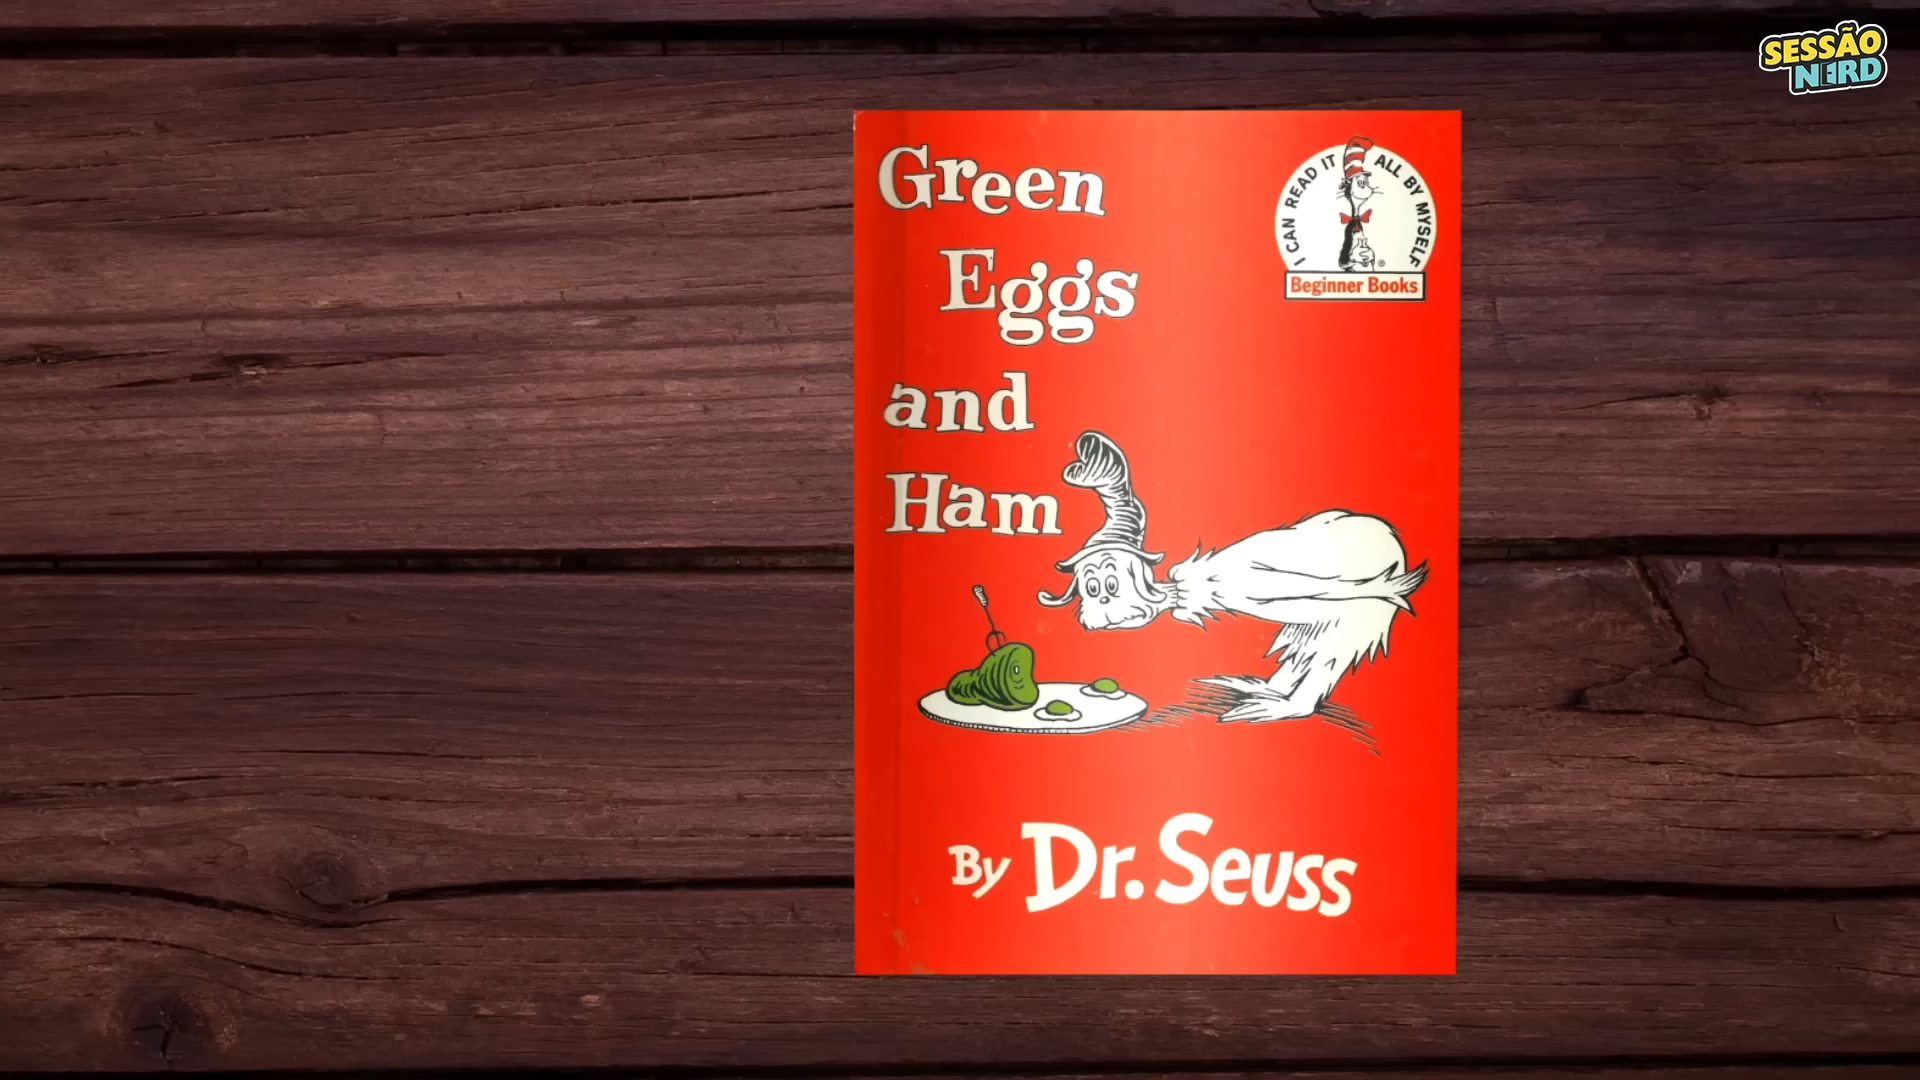 Green
Eggs
and
Ham
I CAN READ IT ALL BY MYSELF
Beginner Books
By Dr. Seuss
SESSÃO
NERD